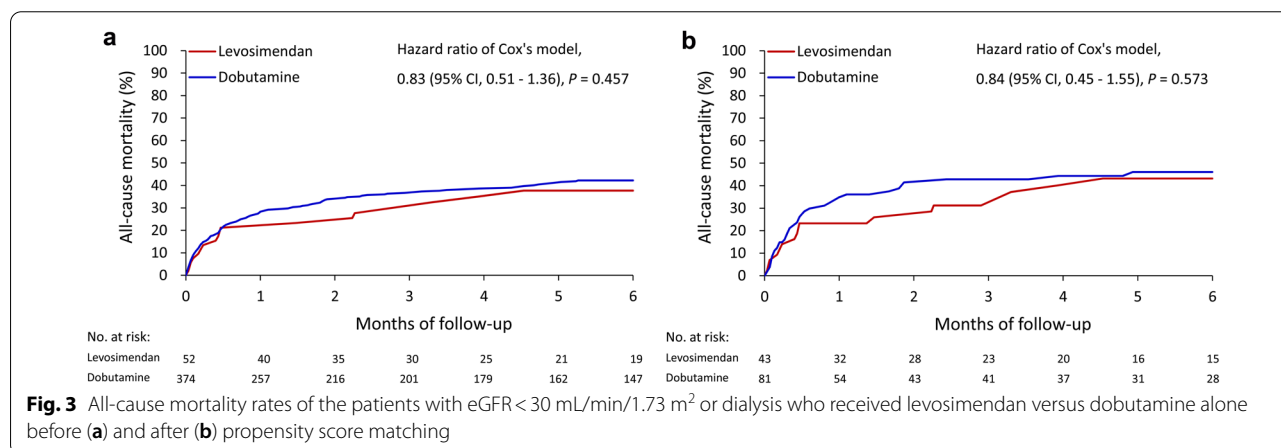 a
All-cause mortality (%)
100
90
80
70
60
50
40
30
20
10
0
Levosimendan
Dobutamine
Hazard ratio of Cox's model,
0.83 (95% CI, 0.51 - 1.36), P = 0.457
0 1 2 3 4 5 6
Months of follow-up
No. at risk:
Levosimendan 52 40 35 30 25 21 19
Dobutamine 374 257 216 201 179 162 147
b
All-cause mortality (%)
100
90
80
70
60
50
40
30
20
10
0
Levosimendan
Dobutamine
Hazard ratio of Cox's model,
0.84 (95% CI, 0.45 - 1.55), P = 0.573
0 1 2 3 4 5 6
Months of follow-up
No. at risk:
Levosimendan 43 32 28 23 20 16 15
Dobutamine 81 54 43 41 37 31 28
Fig. 3 All-cause mortality rates of the patients with eGFR < 30 mL/min/1.73 m² or dialysis who received levosimendan versus dobutamine alone
before (a) and after (b) propensity score matching